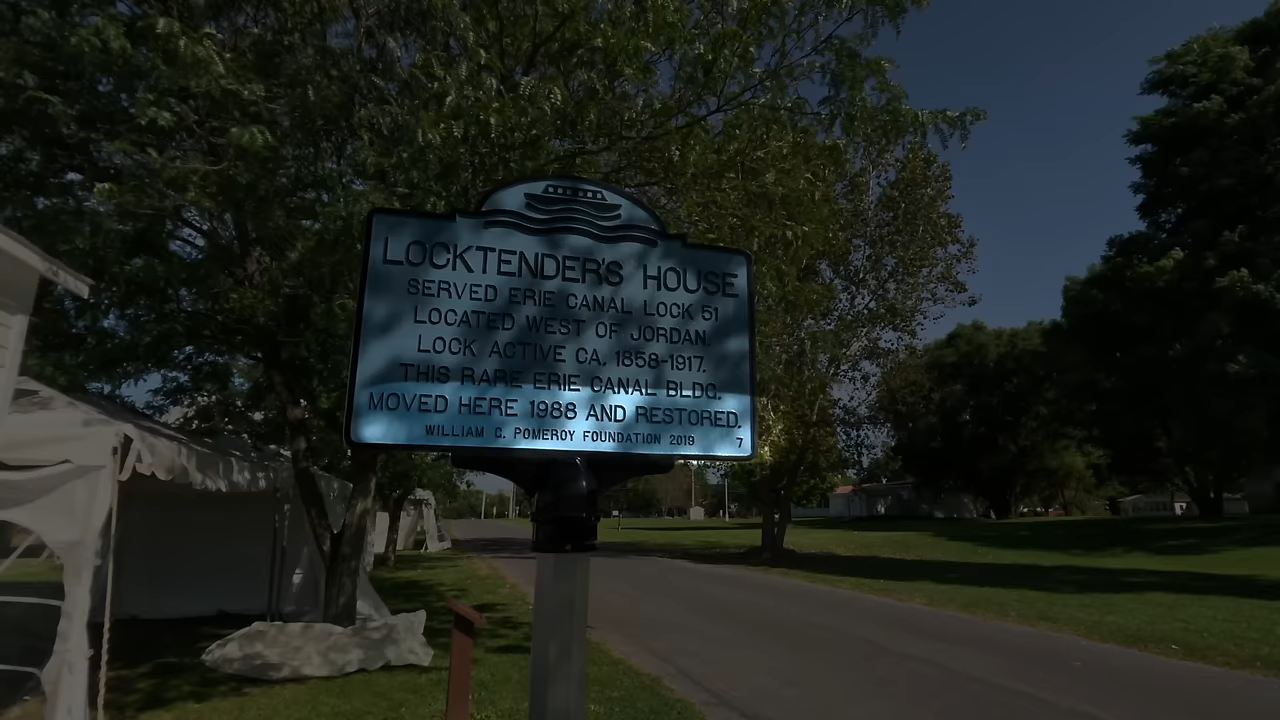 LOCKTENDER'S HOUSE
SERVED ERIE CANAL LOCK 51
LOCATED WEST OF JORDAN.
LOCK ACTIVE CA. 1858-1917.
THIS RARE ERIE CANAL BLDG.
MOVED HERE 1988 AND RESTORED.
WILLIAM G. POMEROY FOUNDATION 2019 7